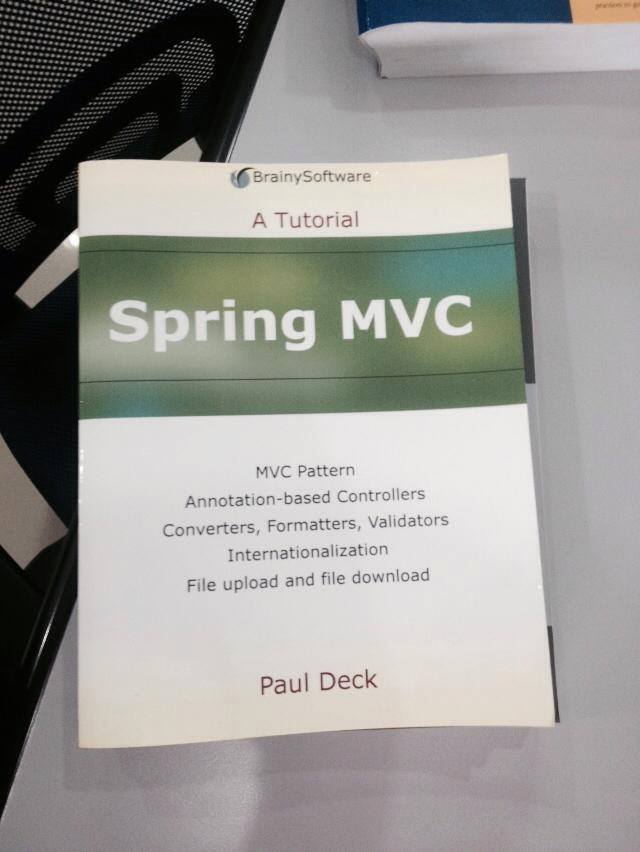 BrainySoftware
A Tutorial
Spring MVC
MVC Pattern
Annotation-based Controllers
Converters, Formatters, Validators
Internationalization
File upload and file download
Paul Deck